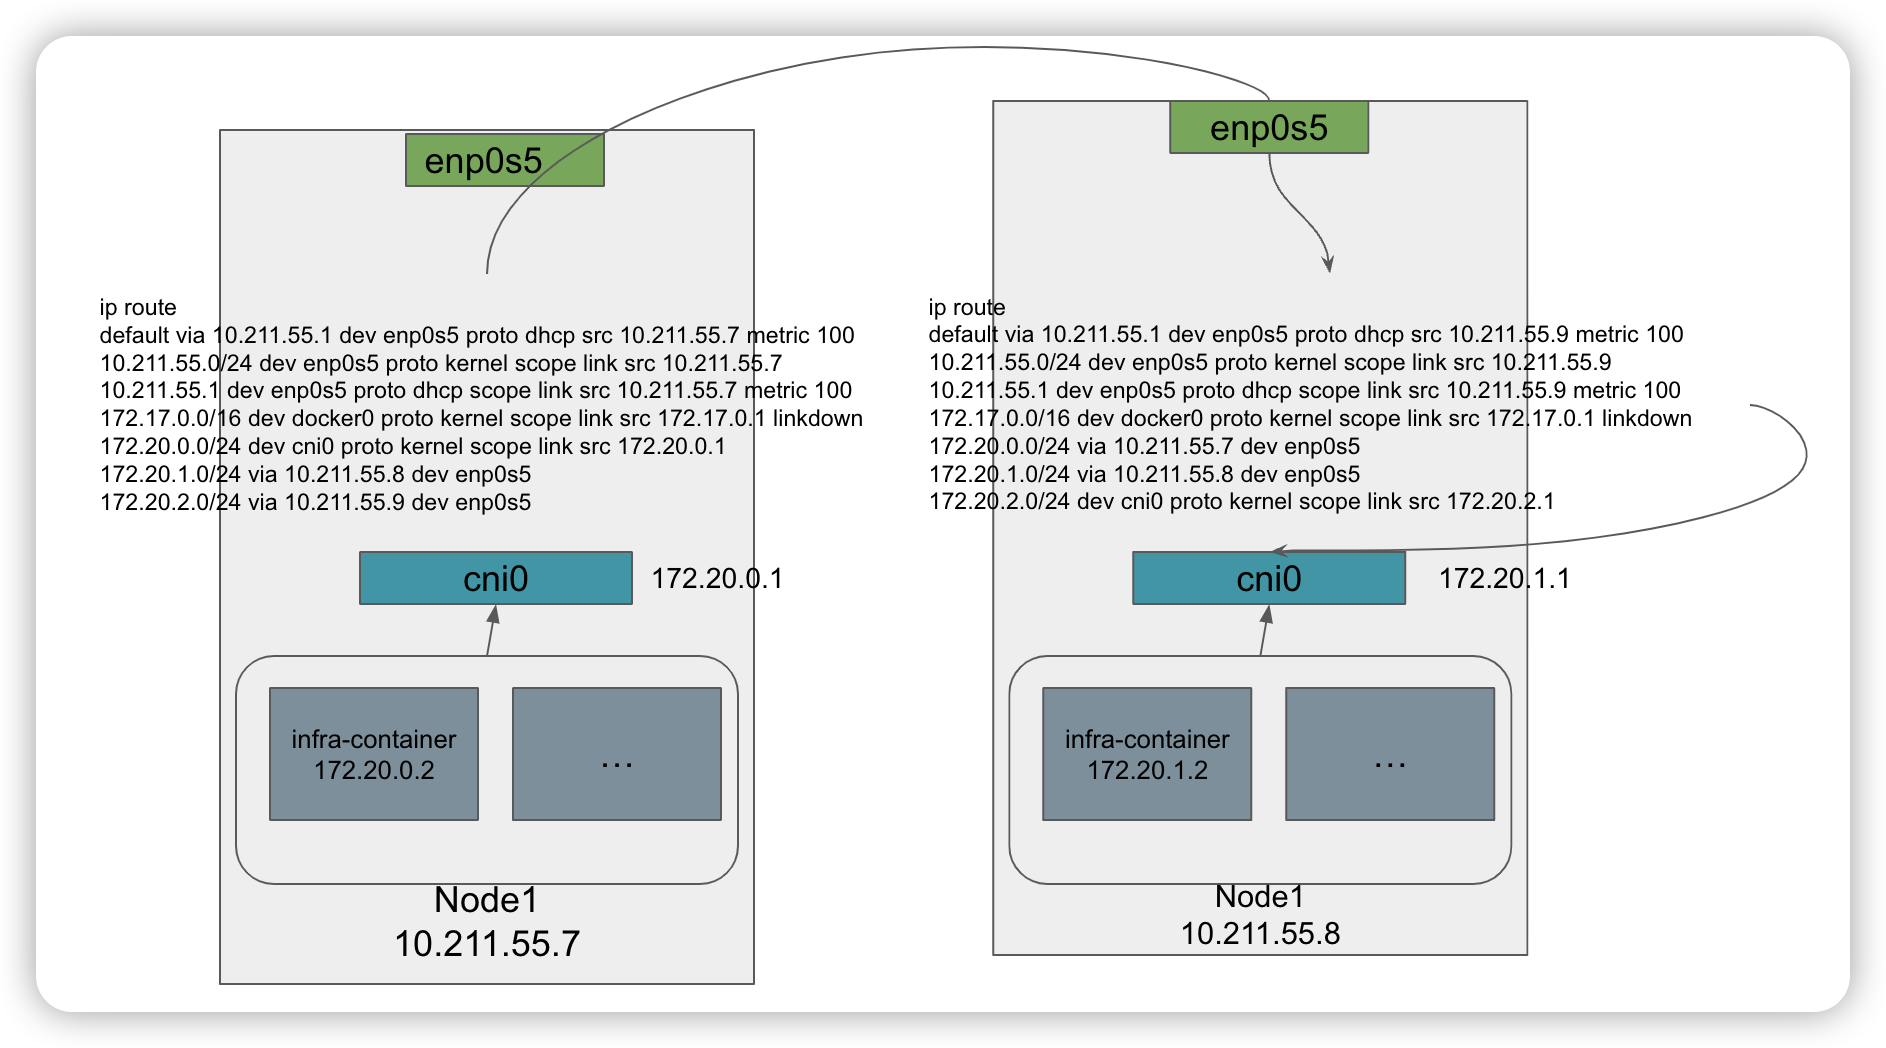 enp0s5
ip route
default via 10.211.55.1 dev enp0s5 proto dhcp src 10.211.55.7 metric 100
10.211.55.0/24 dev enp0s5 proto kernel scope link src 10.211.55.7
10.211.55.1 dev enp0s5 proto dhcp scope link src 10.211.55.7 metric 100
172.17.0.0/16 dev docker0 proto kernel scope link src 172.17.0.1 linkdown
172.20.0.0/24 dev cni0 proto kernel scope link src 172.20.0.1
172.20.1.0/24 via 10.211.55.8 dev enp0s5
172.20.2.0/24 via 10.211.55.9 dev enp0s5
cni0
172.20.0.1
infra-container
172.20.0.2
...
Node1
10.211.55.7
enp0s5
ip route
default via 10.211.55.1 dev enp0s5 proto dhcp src 10.211.55.9 metric 100
10.211.55.0/24 dev enp0s5 proto kernel scope link src 10.211.55.9
10.211.55.1 dev enp0s5 proto dhcp scope link src 10.211.55.9 metric 100
172.17.0.0/16 dev docker0 proto kernel scope link src 172.17.0.1 linkdown
172.20.0.0/24 via 10.211.55.7 dev enp0s5
172.20.1.0/24 via 10.211.55.8 dev enp0s5
172.20.2.0/24 dev cni0 proto kernel scope link src 172.20.2.1
cni0
172.20.1.1
infra-container
172.20.1.2
...
Node1
10.211.55.8